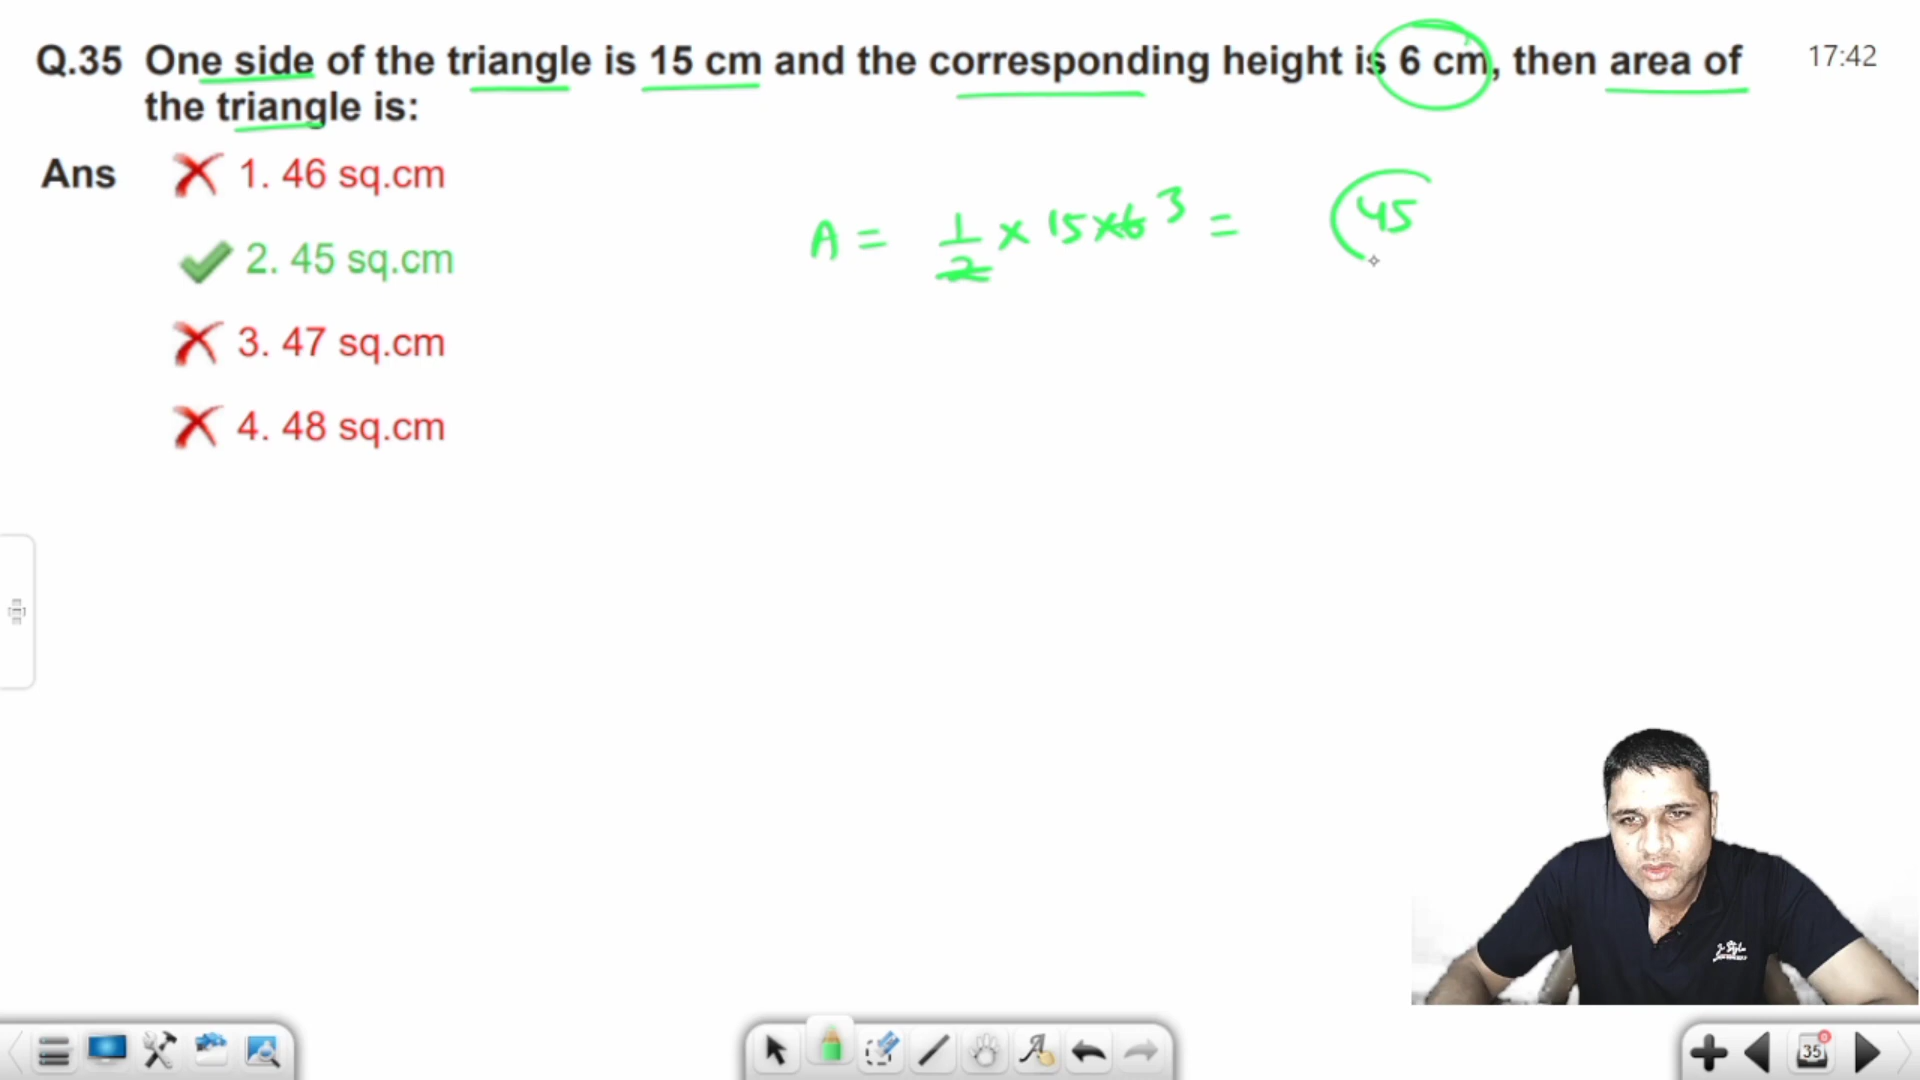 Q.35 One side of the triangle is 15 cm and the corresponding height is 6 cm, then area of
the triangle is:
17:42
Ans
1. 46 sq.cm
2. 45 sq.cm
3. 47 sq.cm
4. 48 sq.cm
A = 1/2 × 15 × 6 3 = 45
35